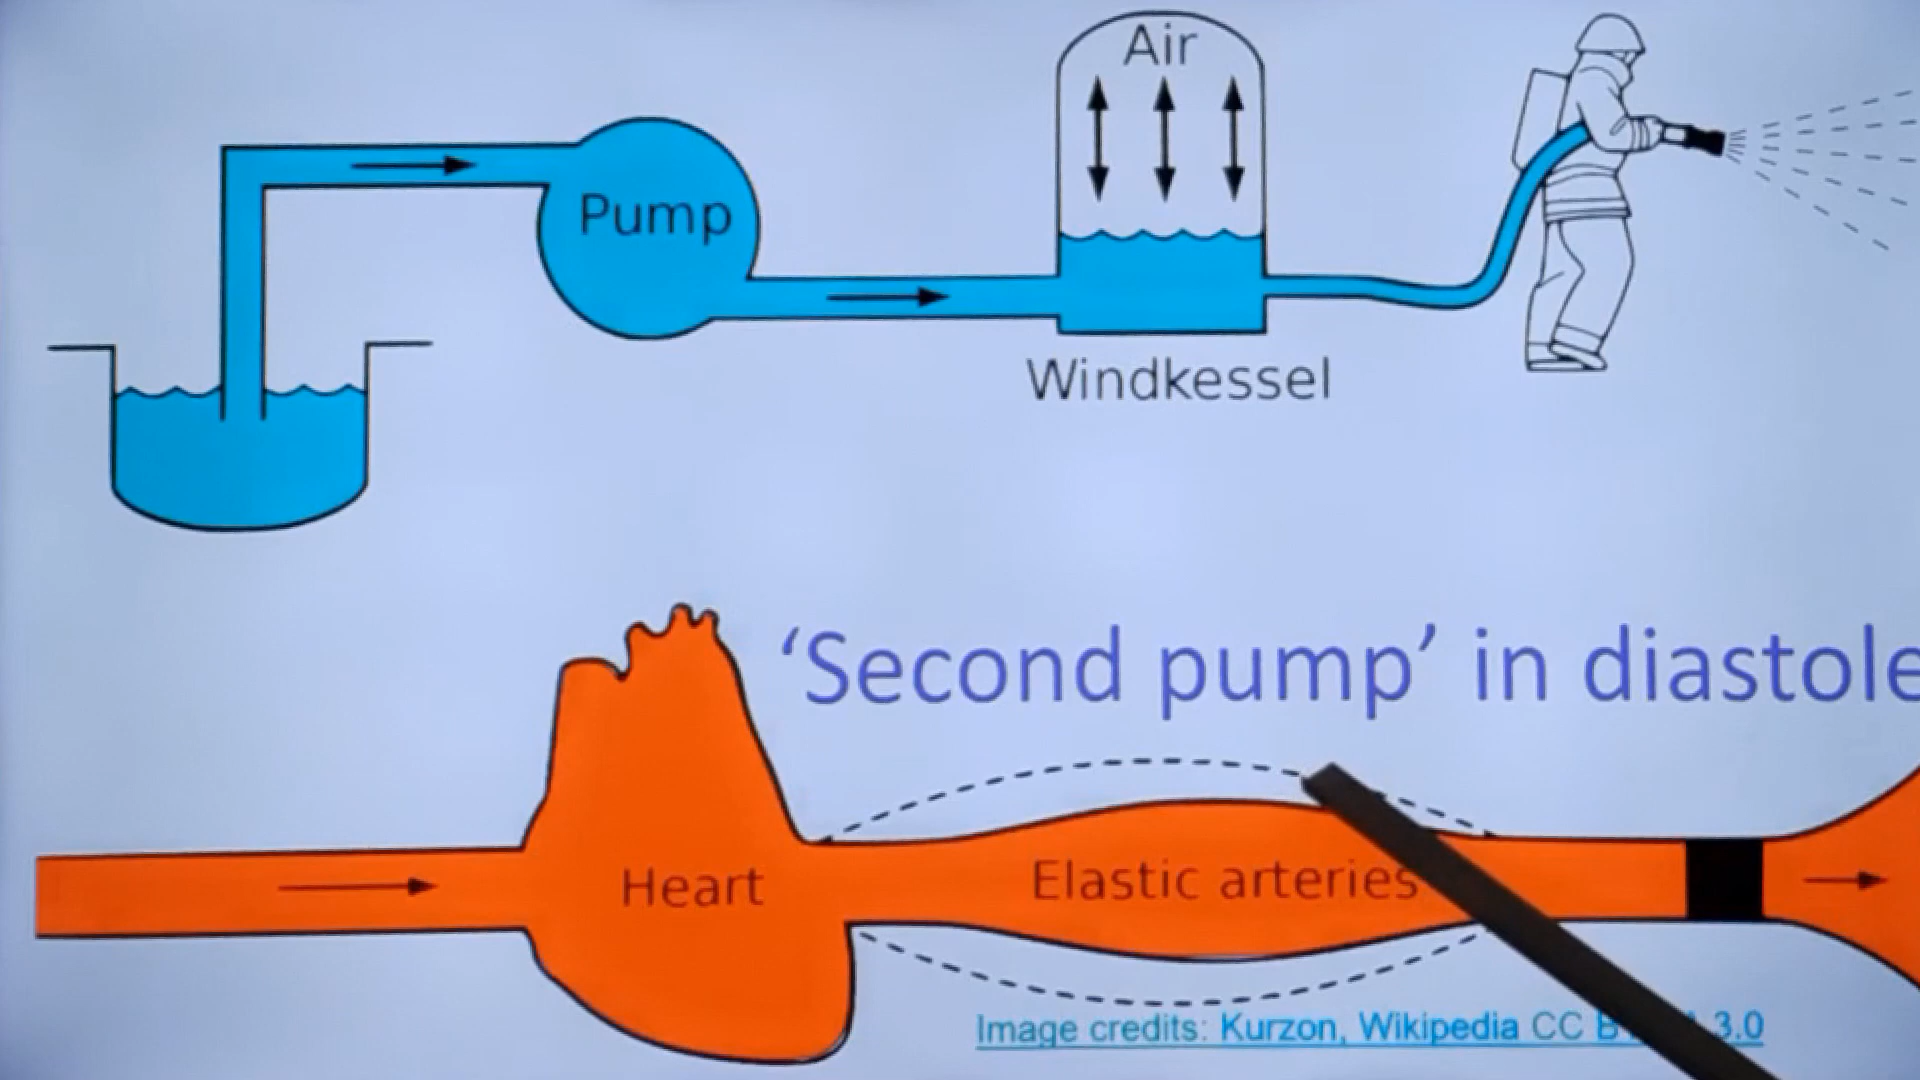 Air
Pump
Windkessel
'Second pump' in diastole
Heart
Elastic arteries
Image credits: Kurzon, Wikipedia CC 3.0